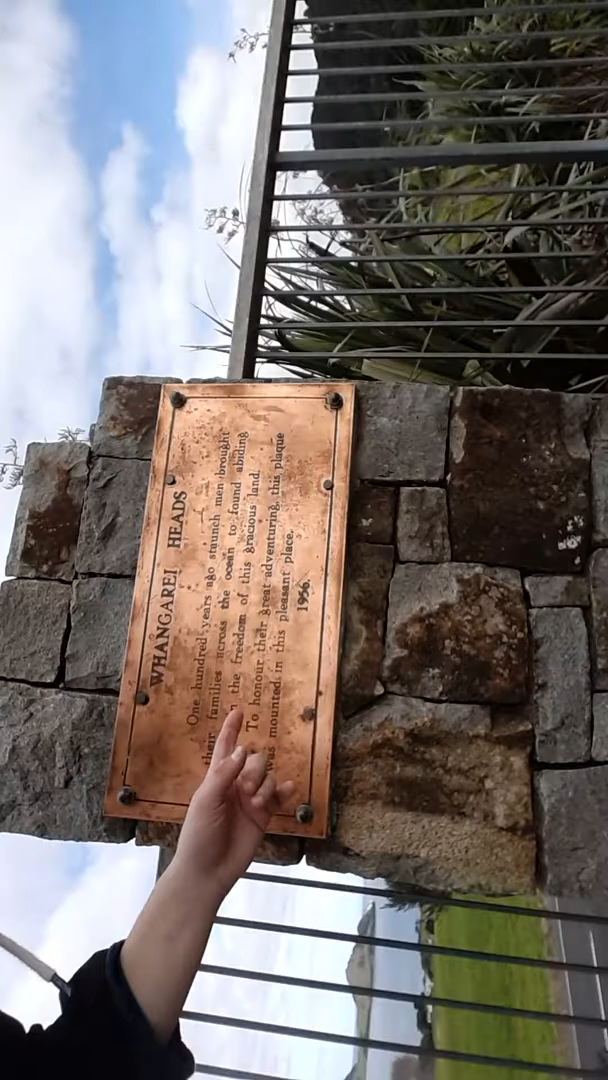 WHANGAREI HEADS
One hundred years ago staunch men brought
their families across the ocean to found abiding
the freedom of this gracious land.
To honour their great adventuring, this plaque
was mounted in this pleasant place.
1956.